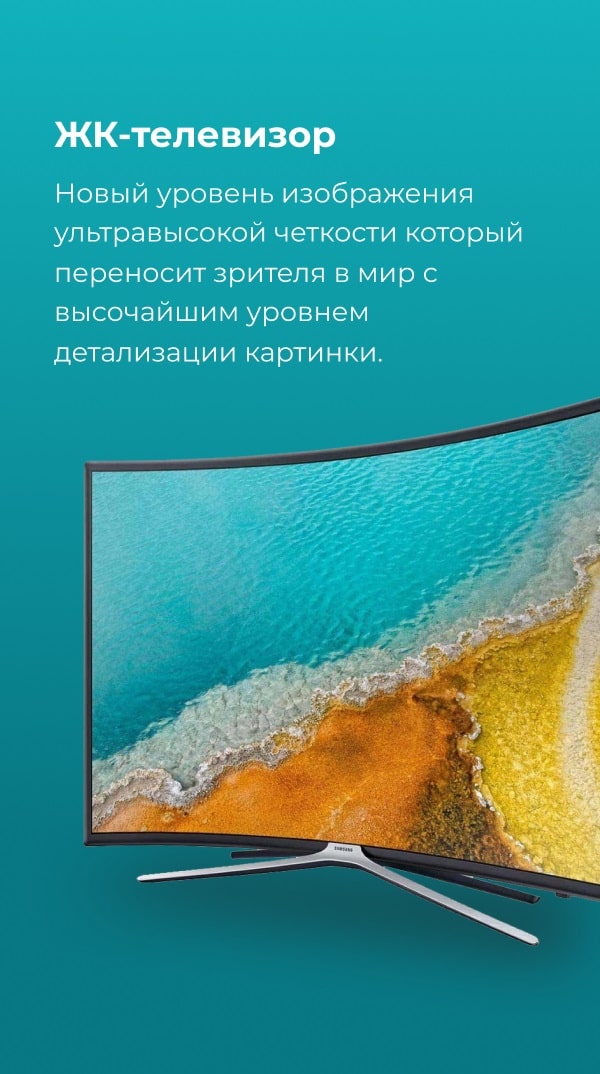 ЖК-телевизор
Новый уровень изображения
ультравысокой четкости который
переносит зрителя в мир с
высочайшим уровнем
детализации картинки.
SAMSUNG